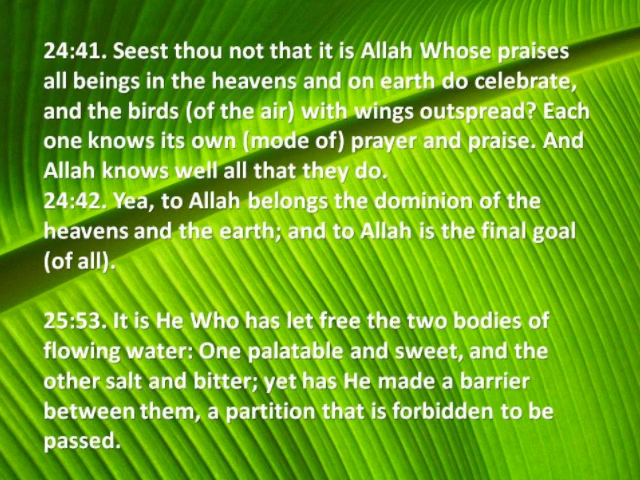 24:41. Seest thou not that it is Allah Whose praises
all beings in the heavens and on earth do celebrate,
and the birds (of the air) with wings outspread? Each
one knows its own (mode of) prayer and praise. And
Allah knows well all that they do.
24:42. Yea, to Allah belongs the dominion of the
heavens and the earth; and to Allah is the final goal
(of all).
25:53. It is He Who has let free the two bodies of
flowing water: One palatable and sweet, and the
other salt and bitter; yet has He made a barrier
between them, a partition that is forbidden to be
passed.